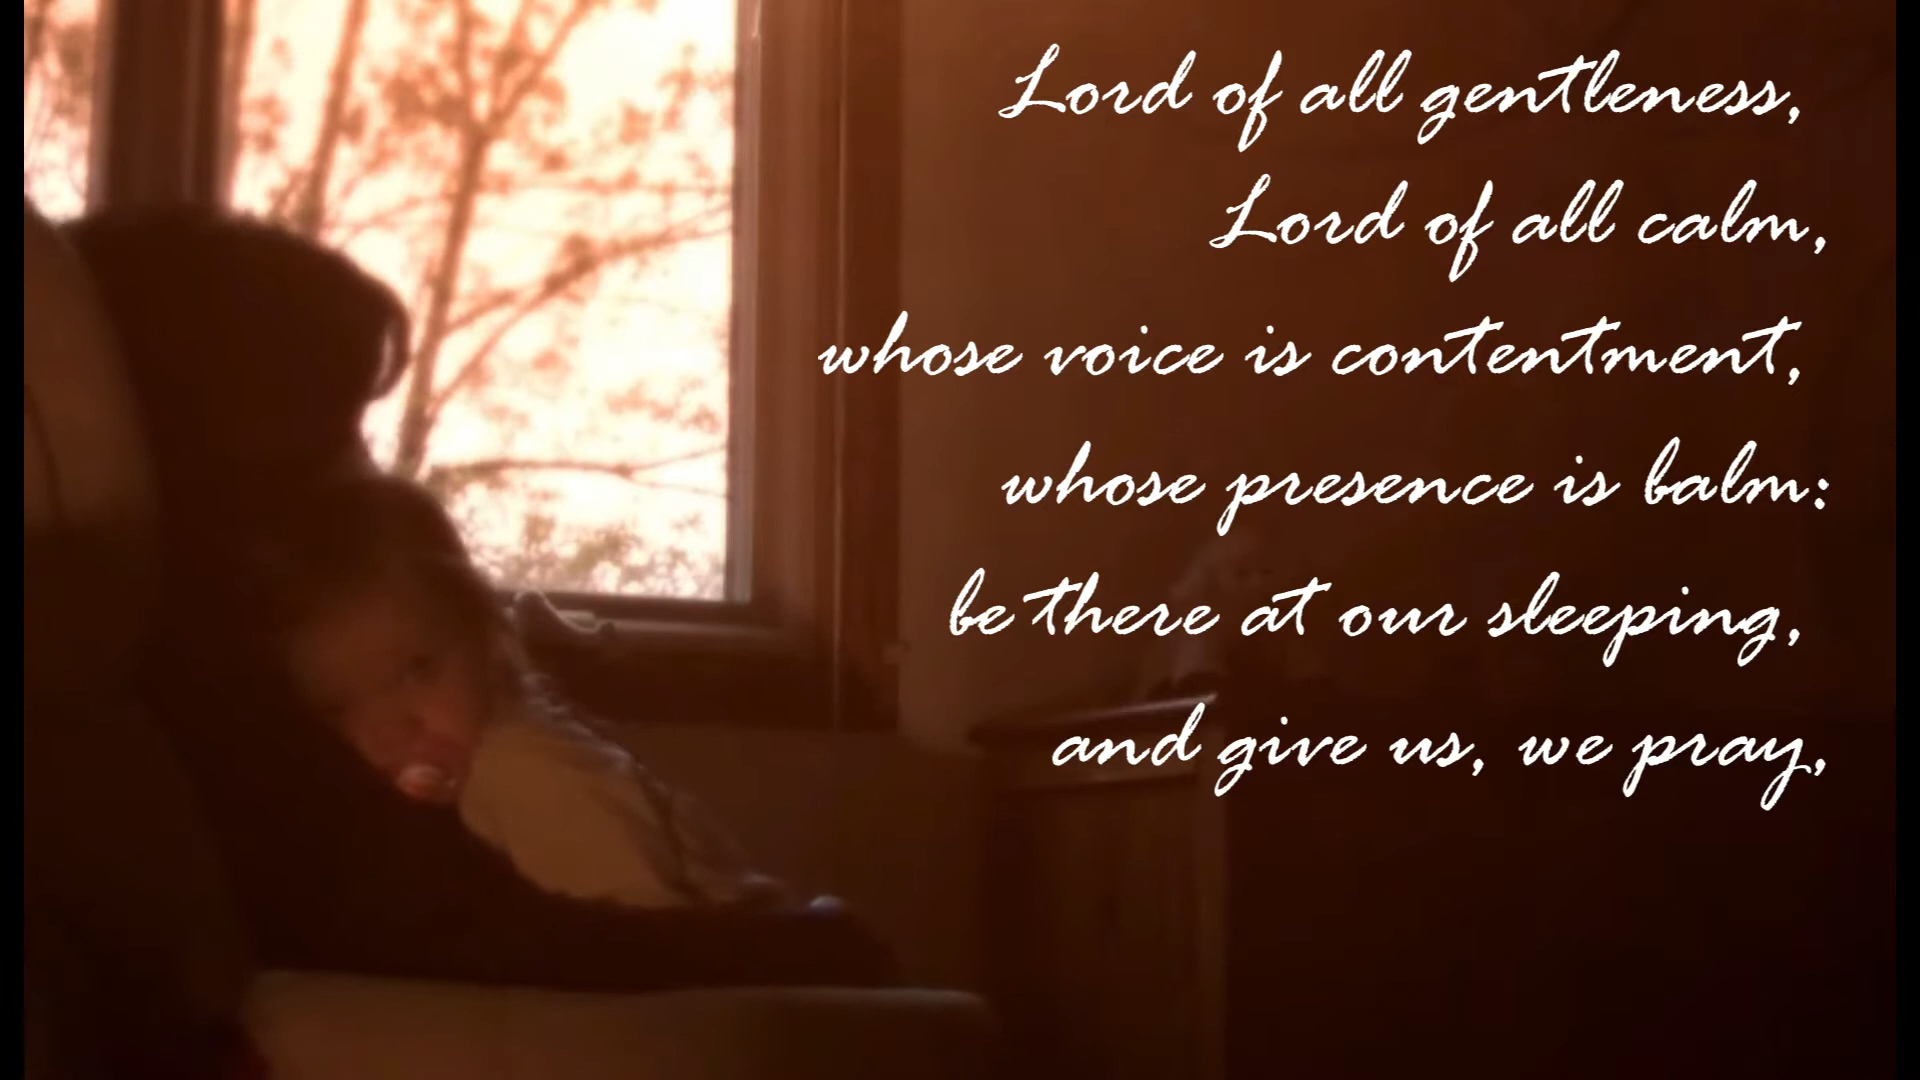 Lord of all gentleness,
Lord of all calm,
whose voice is contentment,
whose presence is balm:
be there at our sleeping,
and give us, we pray,